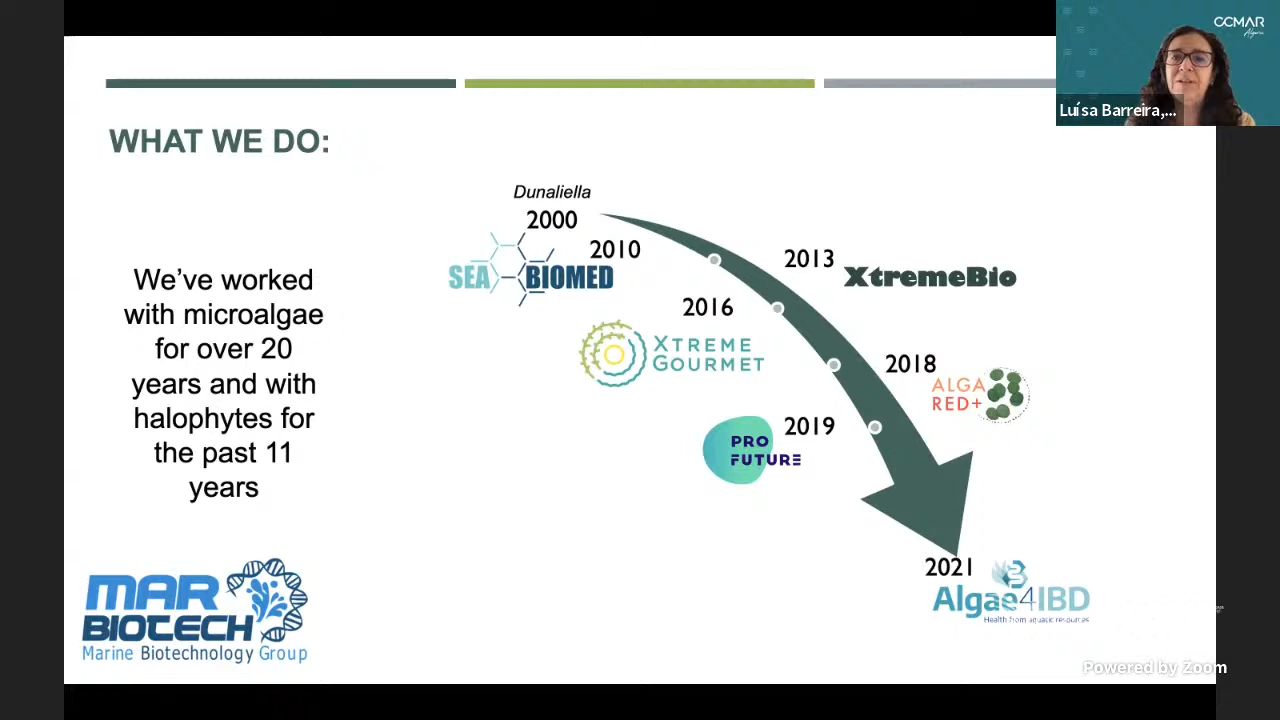 CCMAR
Algarve
Luísa Barreira,...
WHAT WE DO:
We've worked
with microalgae
for over 20
years and with
halophytes for
the past 11
years
Dunaliella
2000
2010
SEA BIOMED
2013
XtremeBio
2016
XTREME
GOURMET
2018
ALGA
RED+
2019
PRO
FUTURE
2021
Algae4IBD
Health from aquatic resources
MAR
BIOTECH
Marine Biotechnology Group
Powered by Zoom